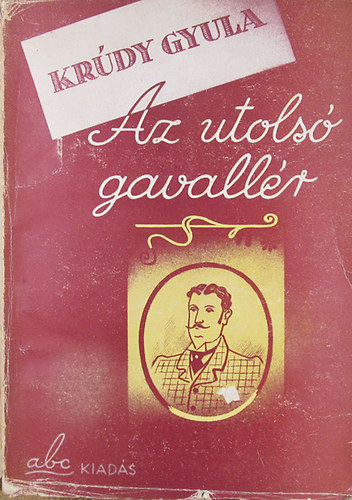 KRÚDY GYULA
Az utolsó
gavallér
abc KIADÁS